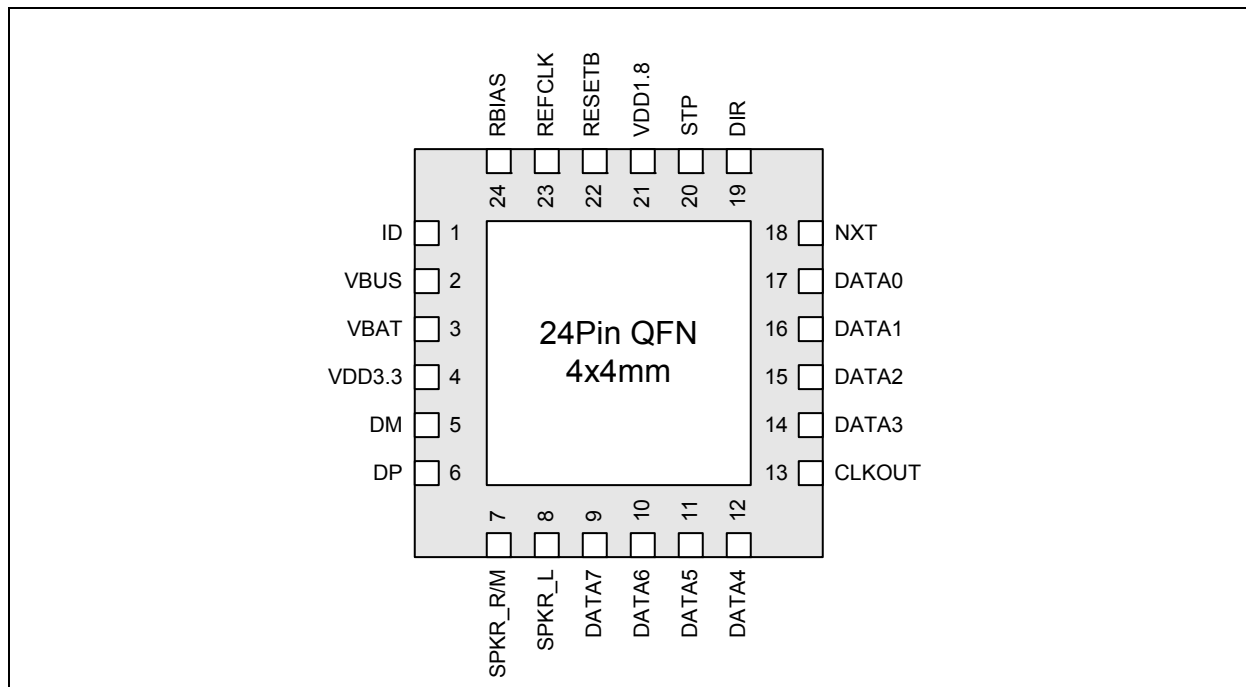 RBIAS
REFCLK
RESETB
VDD1.8
STP
DIR
24
23
22
21
20
19
ID 1
VBUS 2
VBAT 3
VDD3.3 4
DM 5
DP 6
24Pin QFN
4x4mm
18 NXT
17 DATA0
16 DATA1
15 DATA2
14 DATA3
13 CLKOUT
7
8
9
10
11
12
SPKR_R/M
SPKR_L
DATA7
DATA6
DATA5
DATA4